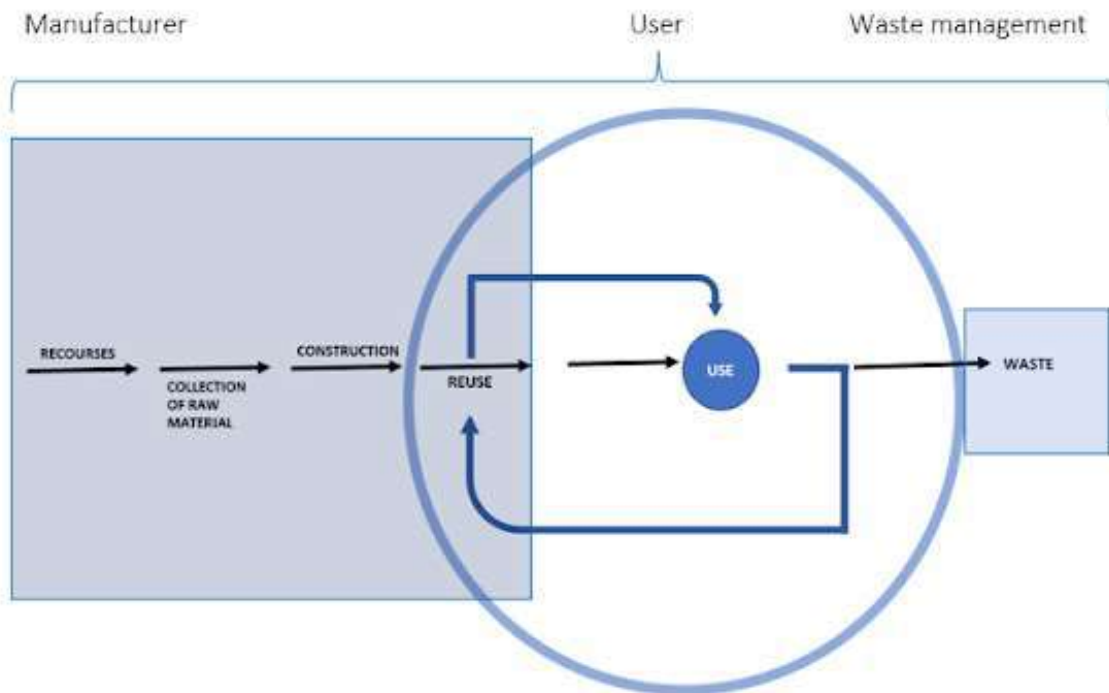 Manufacturer
User
Waste management
RECOURSES
COLLECTION
OF RAW
MATERIAL
CONSTRUCTION
REUSE
USE
WASTE